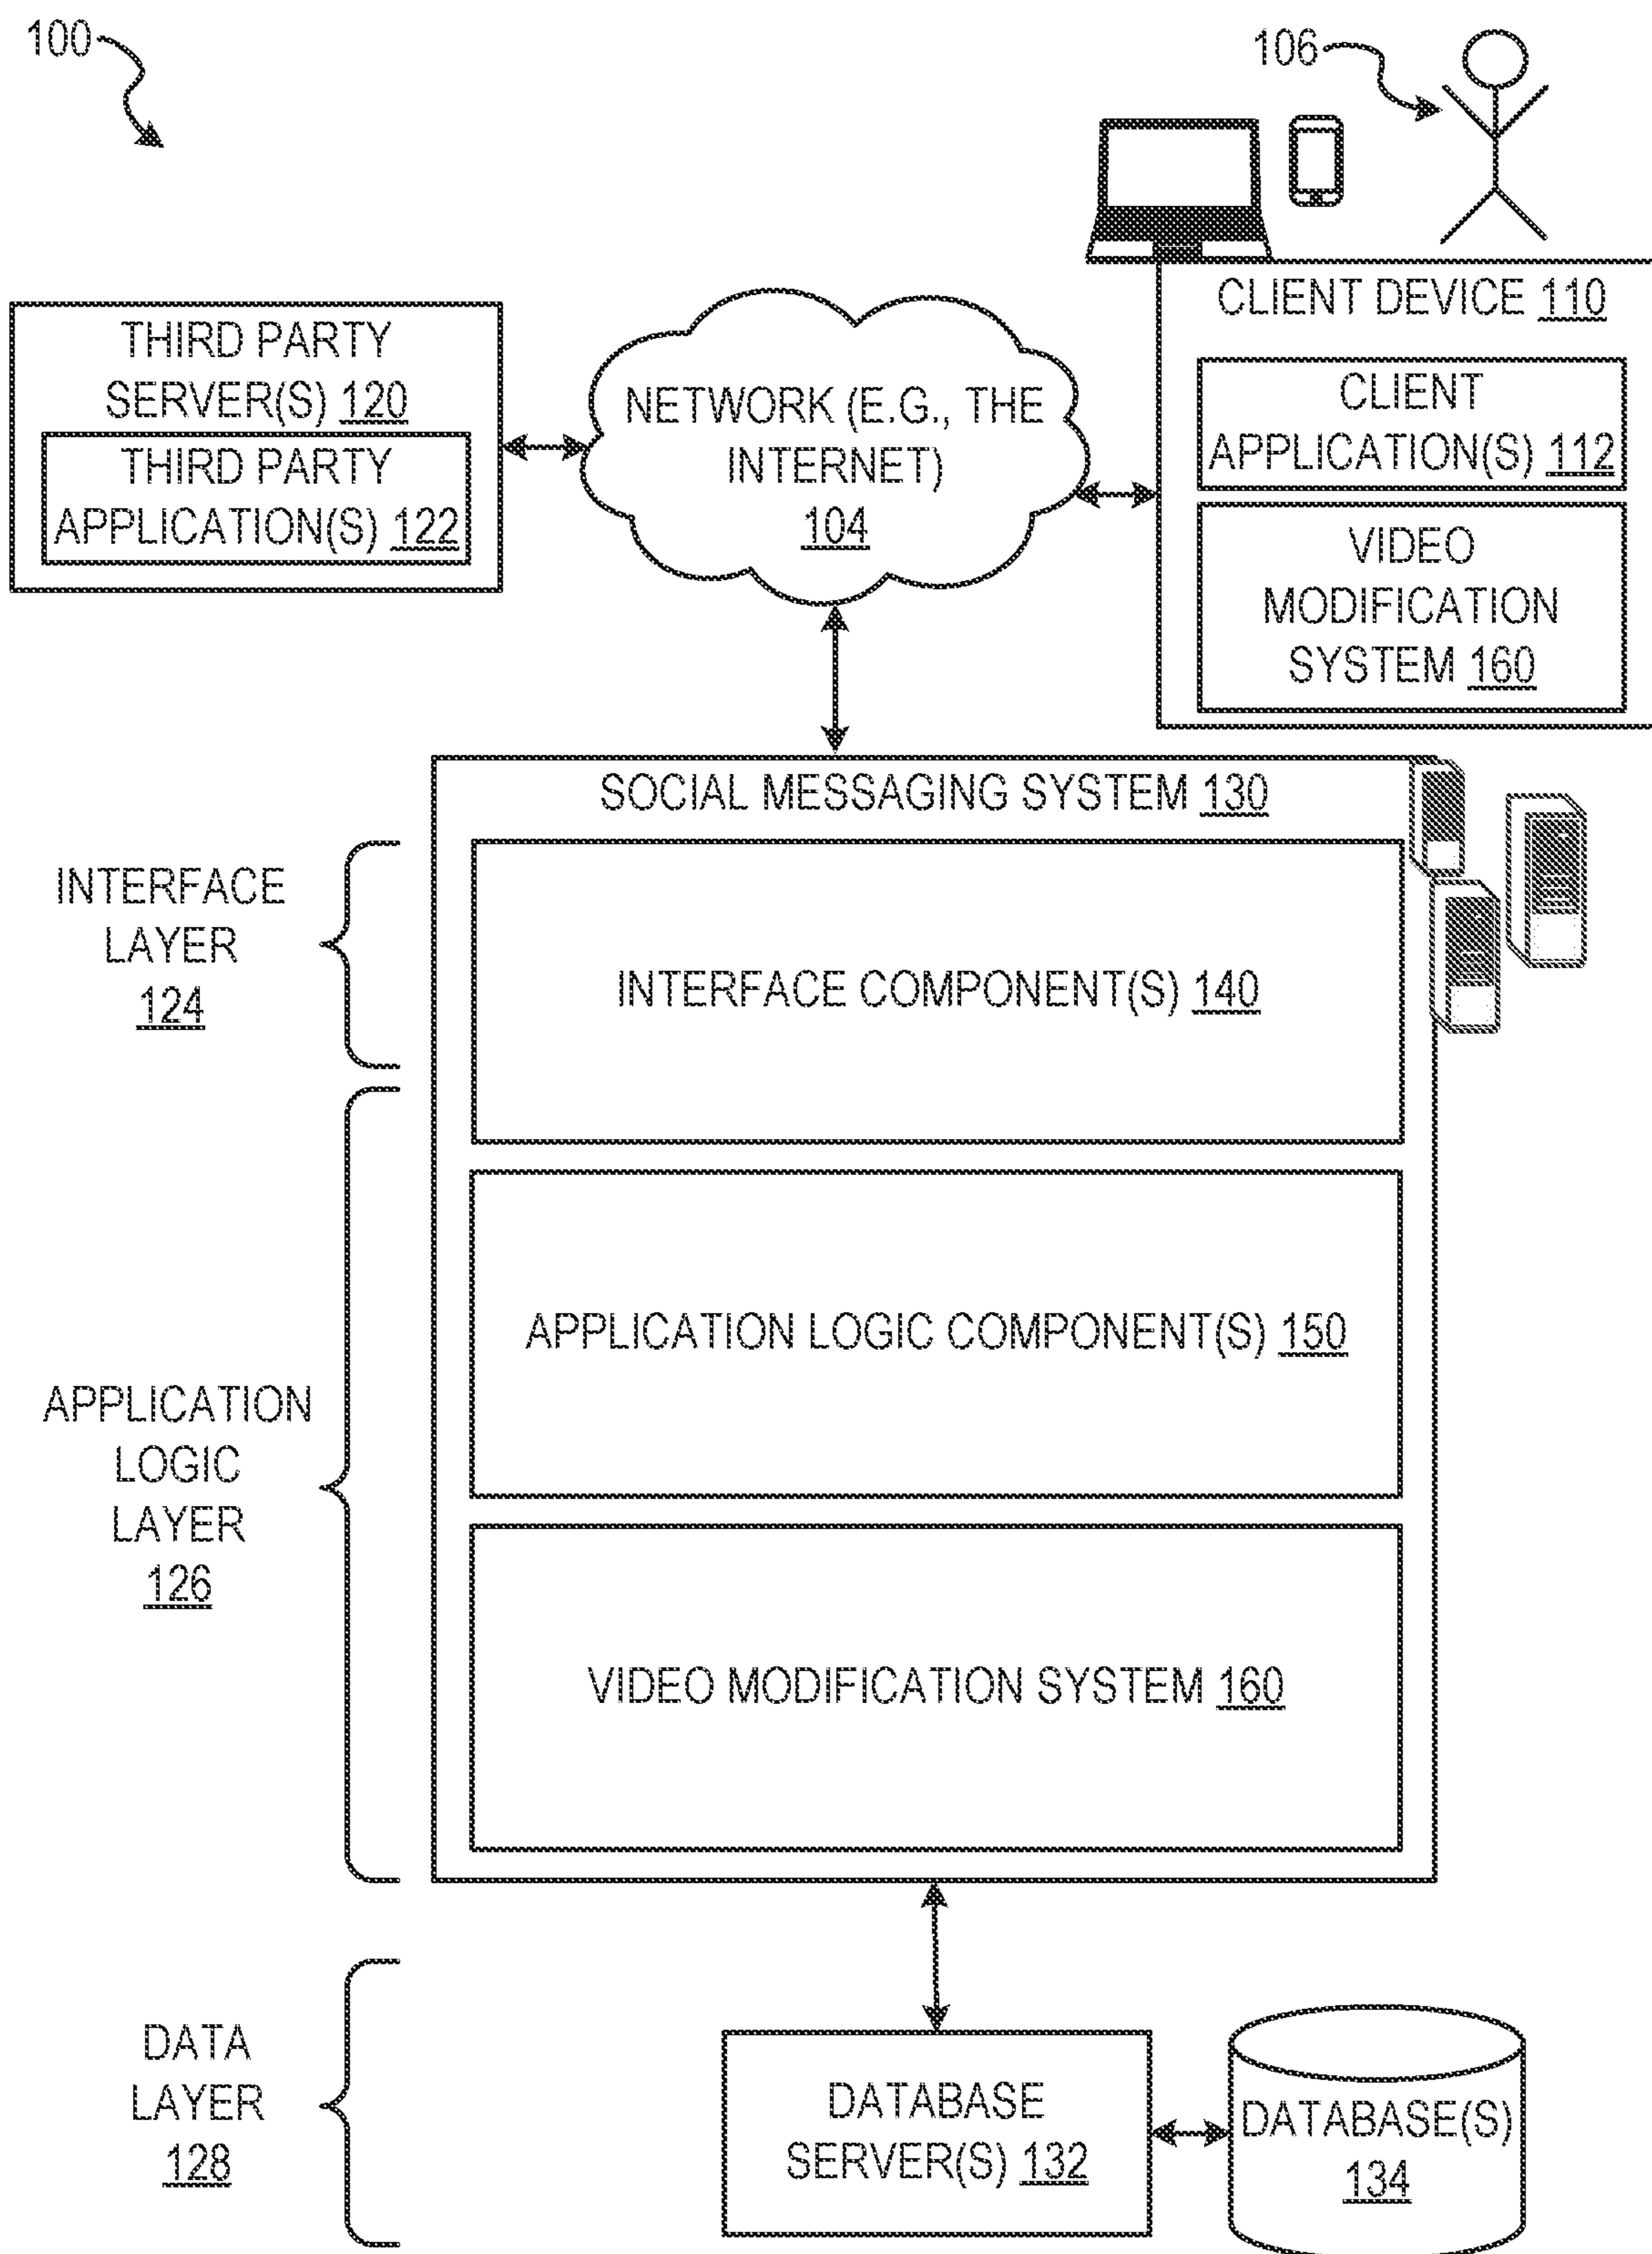 100
106
CLIENT DEVICE 110
CLIENT
APPLICATION(S) 112
VIDEO
MODIFICATION
SYSTEM 160
THIRD PARTY
SERVER(S) 120
THIRD PARTY
APPLICATION(S) 122
NETWORK (E.G., THE
INTERNET)
104
SOCIAL MESSAGING SYSTEM 130
INTERFACE
LAYER
124
INTERFACE COMPONENT(S) 140
APPLICATION LOGIC COMPONENT(S) 150
APPLICATION
LOGIC
LAYER
126
VIDEO MODIFICATION SYSTEM 160
DATA
LAYER
128
DATABASE
SERVER(S) 132
DATABASE(S)
134